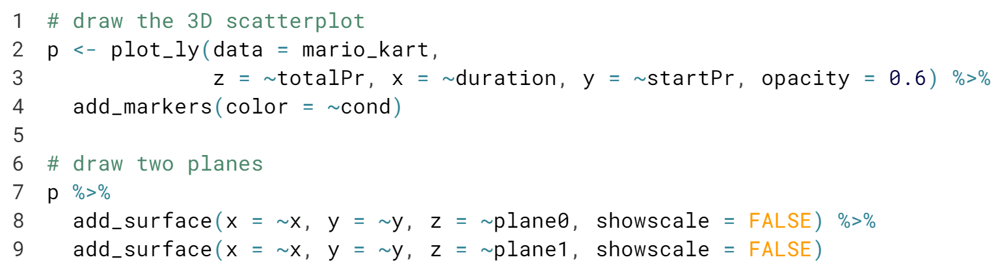 1 # draw the 3D scatterplot
2 p <- plot_ly(data = mario_kart,
3              z = ~totalPr, x = ~duration, y = ~startPr, opacity = 0.6) %>%
4   add_markers(color = ~cond)
5
6 # draw two planes
7 p %>%
8   add_surface(x = ~x, y = ~y, z = ~plane0, showscale = FALSE) %>%
9   add_surface(x = ~x, y = ~y, z = ~plane1, showscale = FALSE)